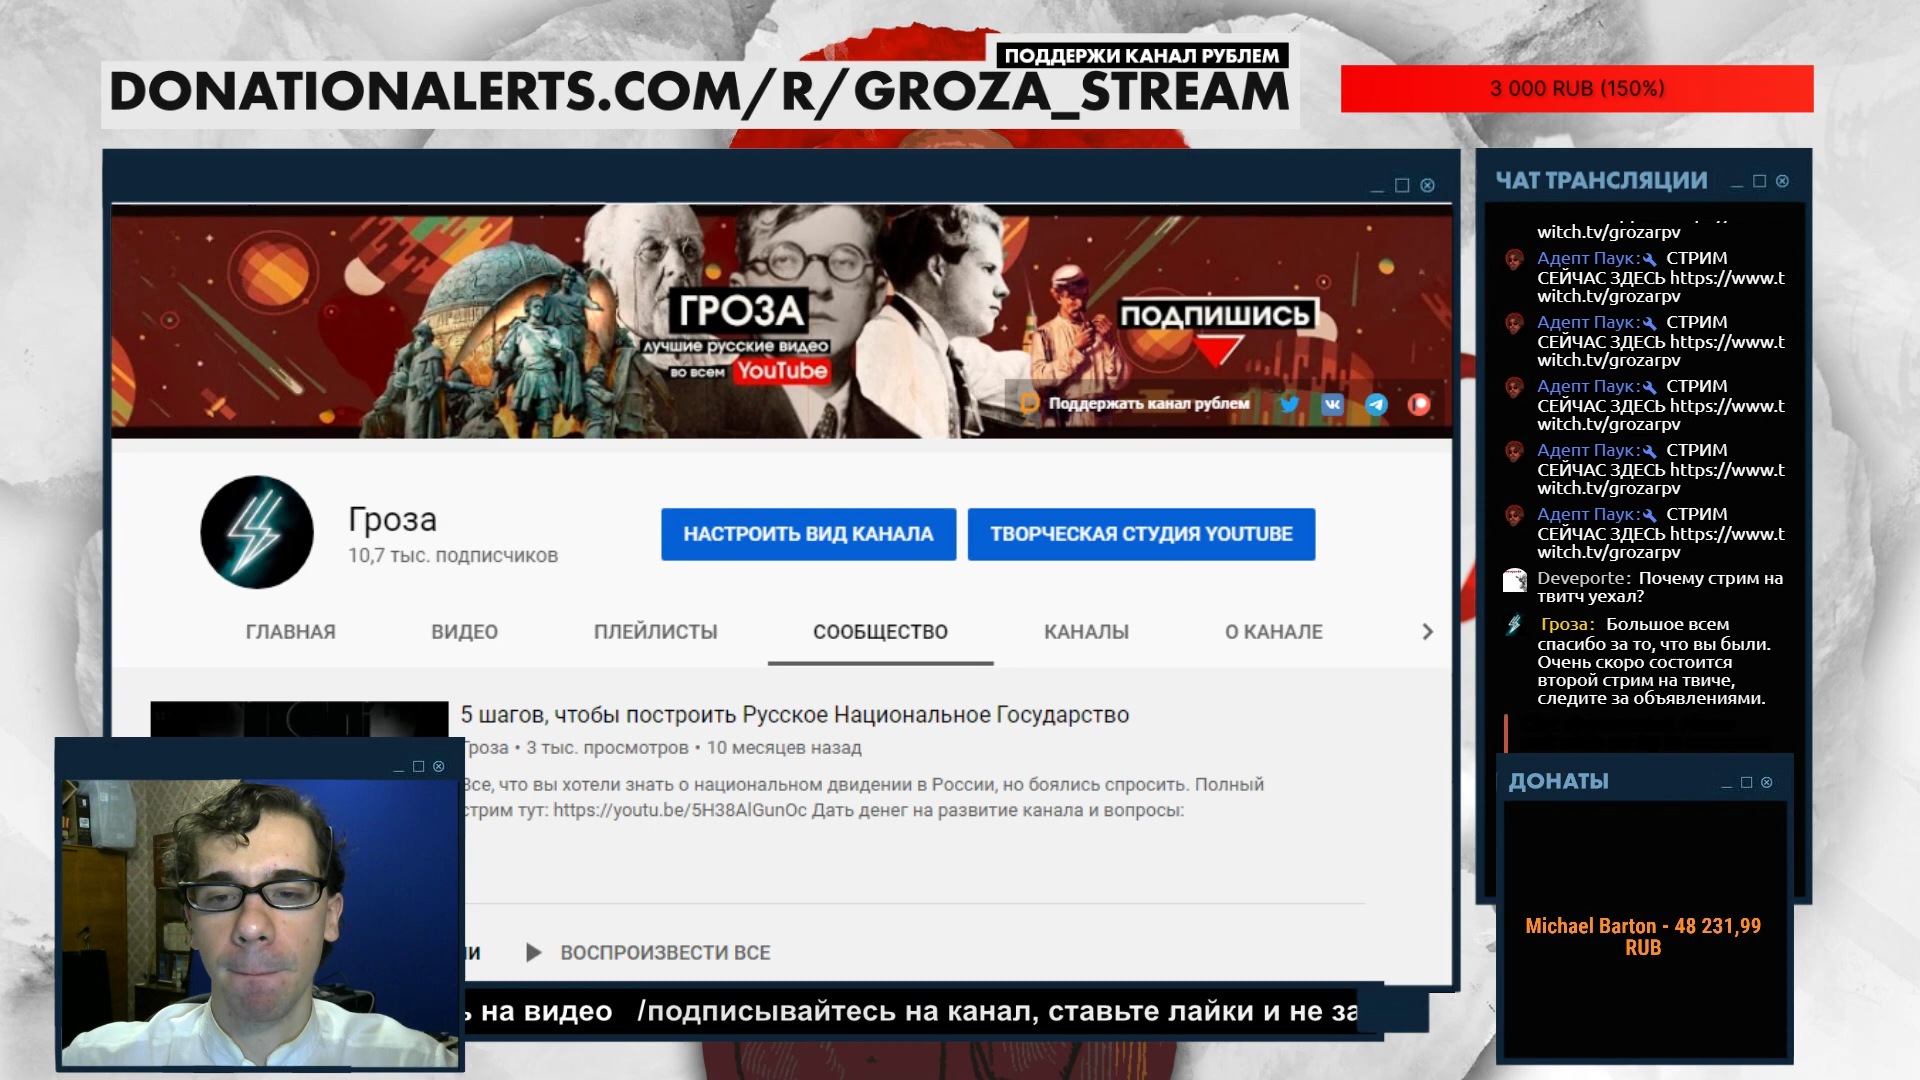 ПОДДЕРЖИ КАНАЛ РУБЛЕМ
DONATIONALERTS.COM/R/GROZA_STREAM
3 000 RUB (150%)
ГРОЗА
лучшие русские видео
во всем YouTube
ПОДПИШИСЬ
Поддержать канал рублем
Гроза
10,7 тыс. подписчиков
НАСТРОИТЬ ВИД КАНАЛА
ТВОРЧЕСКАЯ СТУДИЯ YOUTUBE
ГЛАВНАЯ ВИДЕО ПЛЕЙЛИСТЫ СООБЩЕСТВО КАНАЛЫ О КАНАЛЕ
5 шагов, чтобы построить Русское Национальное Государство
Гроза • 3 тыс. просмотров • 10 месяцев назад
Все, что вы хотели знать о национальном двидении в России, но боялись спросить. Полный
стрим тут: https://youtu.be/5H38AlGunOc Дать денег на развитие канала и вопросы:
ВОСПРОИЗВЕСТИ ВСЕ
на видео /подписывайтесь на канал, ставьте лайки и не за
ЧАТ ТРАНСЛЯЦИИ
witch.tv/grozarpv
Адепт Паук: СТРИМ
СЕЙЧАС ЗДЕСЬ https://www.t
witch.tv/grozarpv
Адепт Паук: СТРИМ
СЕЙЧАС ЗДЕСЬ https://www.t
witch.tv/grozarpv
Адепт Паук: СТРИМ
СЕЙЧАС ЗДЕСЬ https://www.t
witch.tv/grozarpv
Адепт Паук: СТРИМ
СЕЙЧАС ЗДЕСЬ https://www.t
witch.tv/grozarpv
Адепт Паук: СТРИМ
СЕЙЧАС ЗДЕСЬ https://www.t
witch.tv/grozarpv
Deveporte: Почему стрим на
твитч уехал?
Гроза: Большое всем
спасибо за то, что вы были.
Очень скоро состоится
второй стрим на твиче,
следите за объявлениями.
ДОНАТЫ
Michael Barton - 48 231,99
RUB